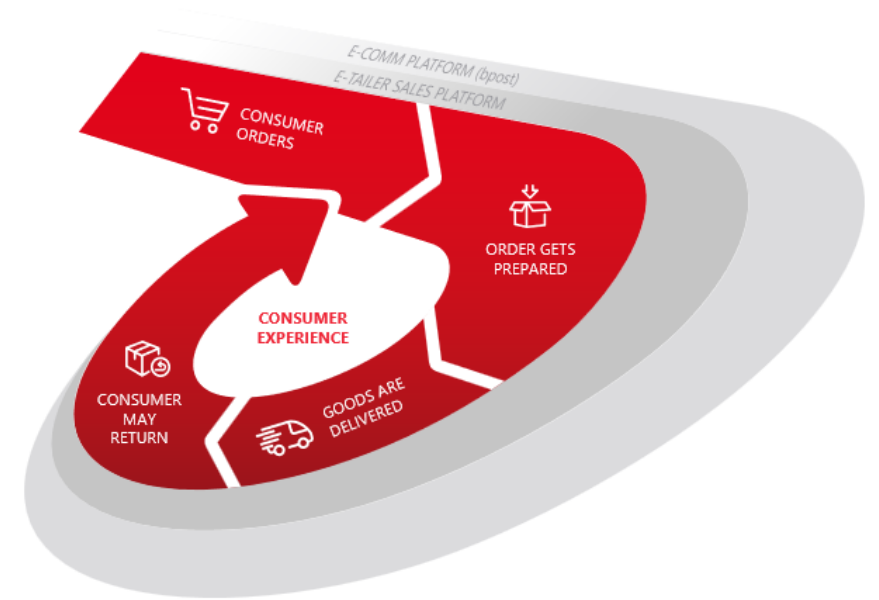 E-COMM PLATFORM (bpost)
E-TAILER SALES PLATFORM
CONSUMER
ORDERS
ORDER GETS
PREPARED
CONSUMER
EXPERIENCE
GOODS ARE
DELIVERED
CONSUMER
MAY
RETURN